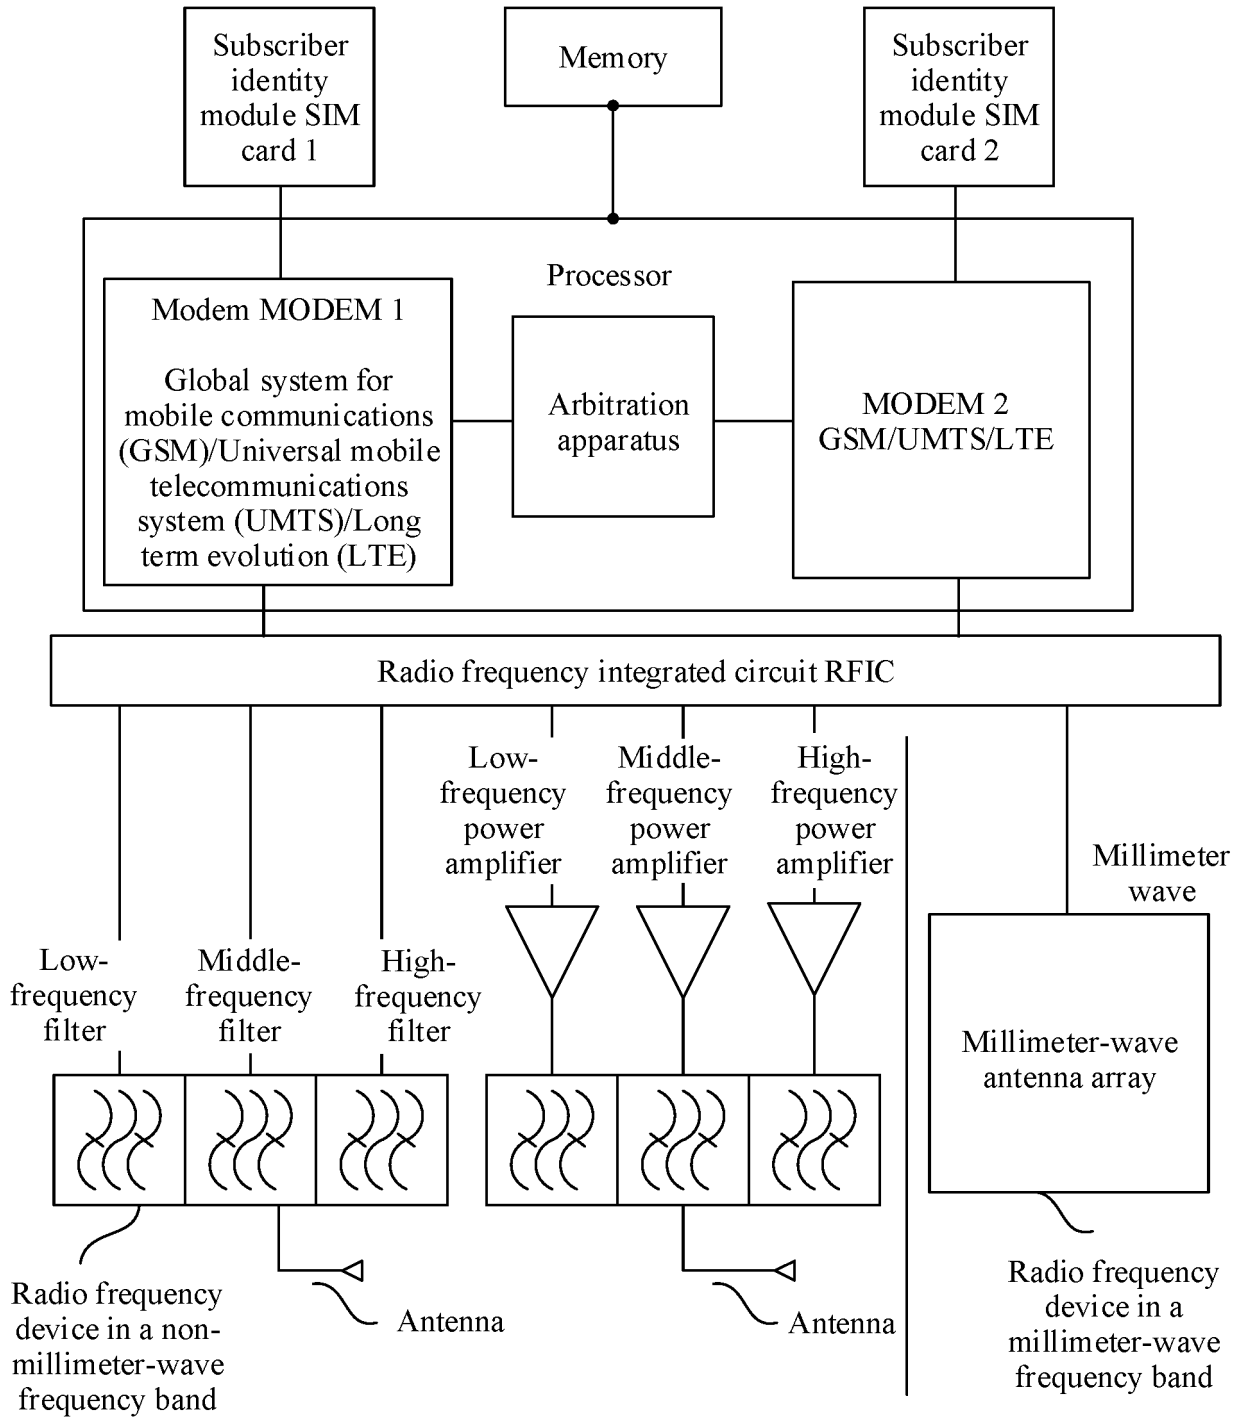 Subscriber
identity
module SIM
card 1
Memory
Subscriber
identity
module SIM
card 2
Processor
Modem MODEM 1
Global system for
mobile communications
(GSM)/Universal mobile
telecommunications
system (UMTS)/Long
term evolution (LTE)
Arbitration
apparatus
MODEM 2
GSM/UMTS/LTE
Radio frequency integrated circuit RFIC
Low-
frequency
power
amplifier
Middle-
frequency
power
amplifier
High-
frequency
power
amplifier
Millimeter
wave
Low-
frequency
filter
Middle-
frequency
filter
High-
frequency
filter
Millimeter-wave
antenna array
Radio frequency
device in a non-
millimeter-wave
frequency band
Antenna
Antenna
Radio frequency
device in a
millimeter-wave
frequency band